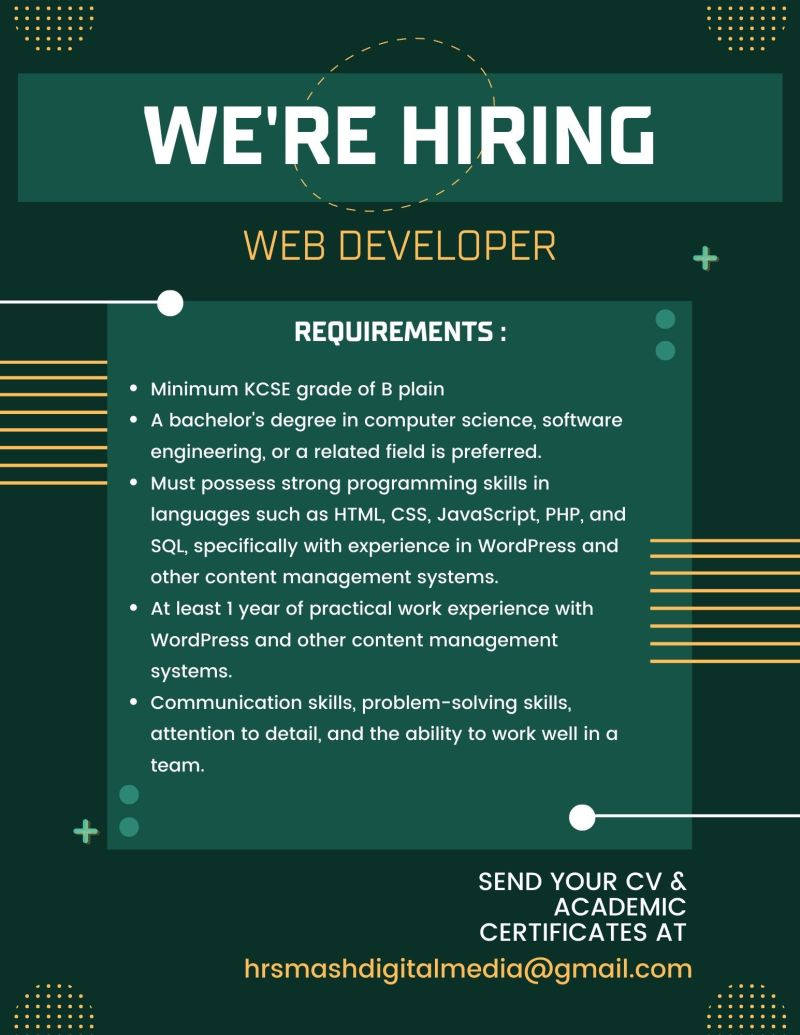 WE'RE HIRING
WEB DEVELOPER
REQUIREMENTS :
• Minimum KCSE grade of B plain
• A bachelor's degree in computer science, software
engineering, or a related field is preferred.
• Must possess strong programming skills in
languages such as HTML, CSS, JavaScript, PHP, and
SQL, specifically with experience in WordPress and
other content management systems.
• At least 1 year of practical work experience with
WordPress and other content management
systems.
• Communication skills, problem-solving skills,
attention to detail, and the ability to work well in a
team.
SEND YOUR CV &
ACADEMIC
CERTIFICATES AT
hrsmashdigitalmedia@gmail.com